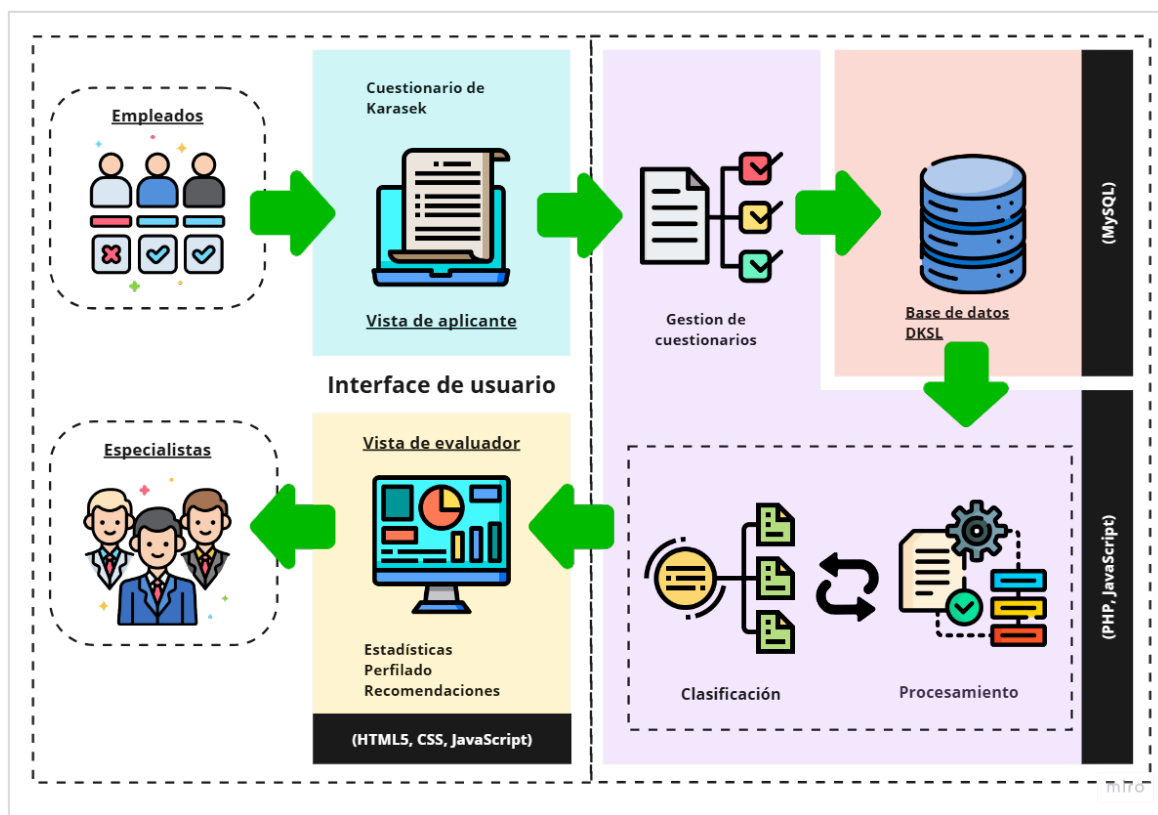 Empleados
Cuestionario de
Karasek
Vista de aplicante
Gestion de
cuestionarios
Base de datos
DKSL
(MySQL)
Interface de usuario
Especialistas
Vista de evaluador
Estadísticas
Perfilado
Recomendaciones
(HTML5, CSS, JavaScript)
Clasificación
Procesamiento
(PHP, JavaScript)
miro